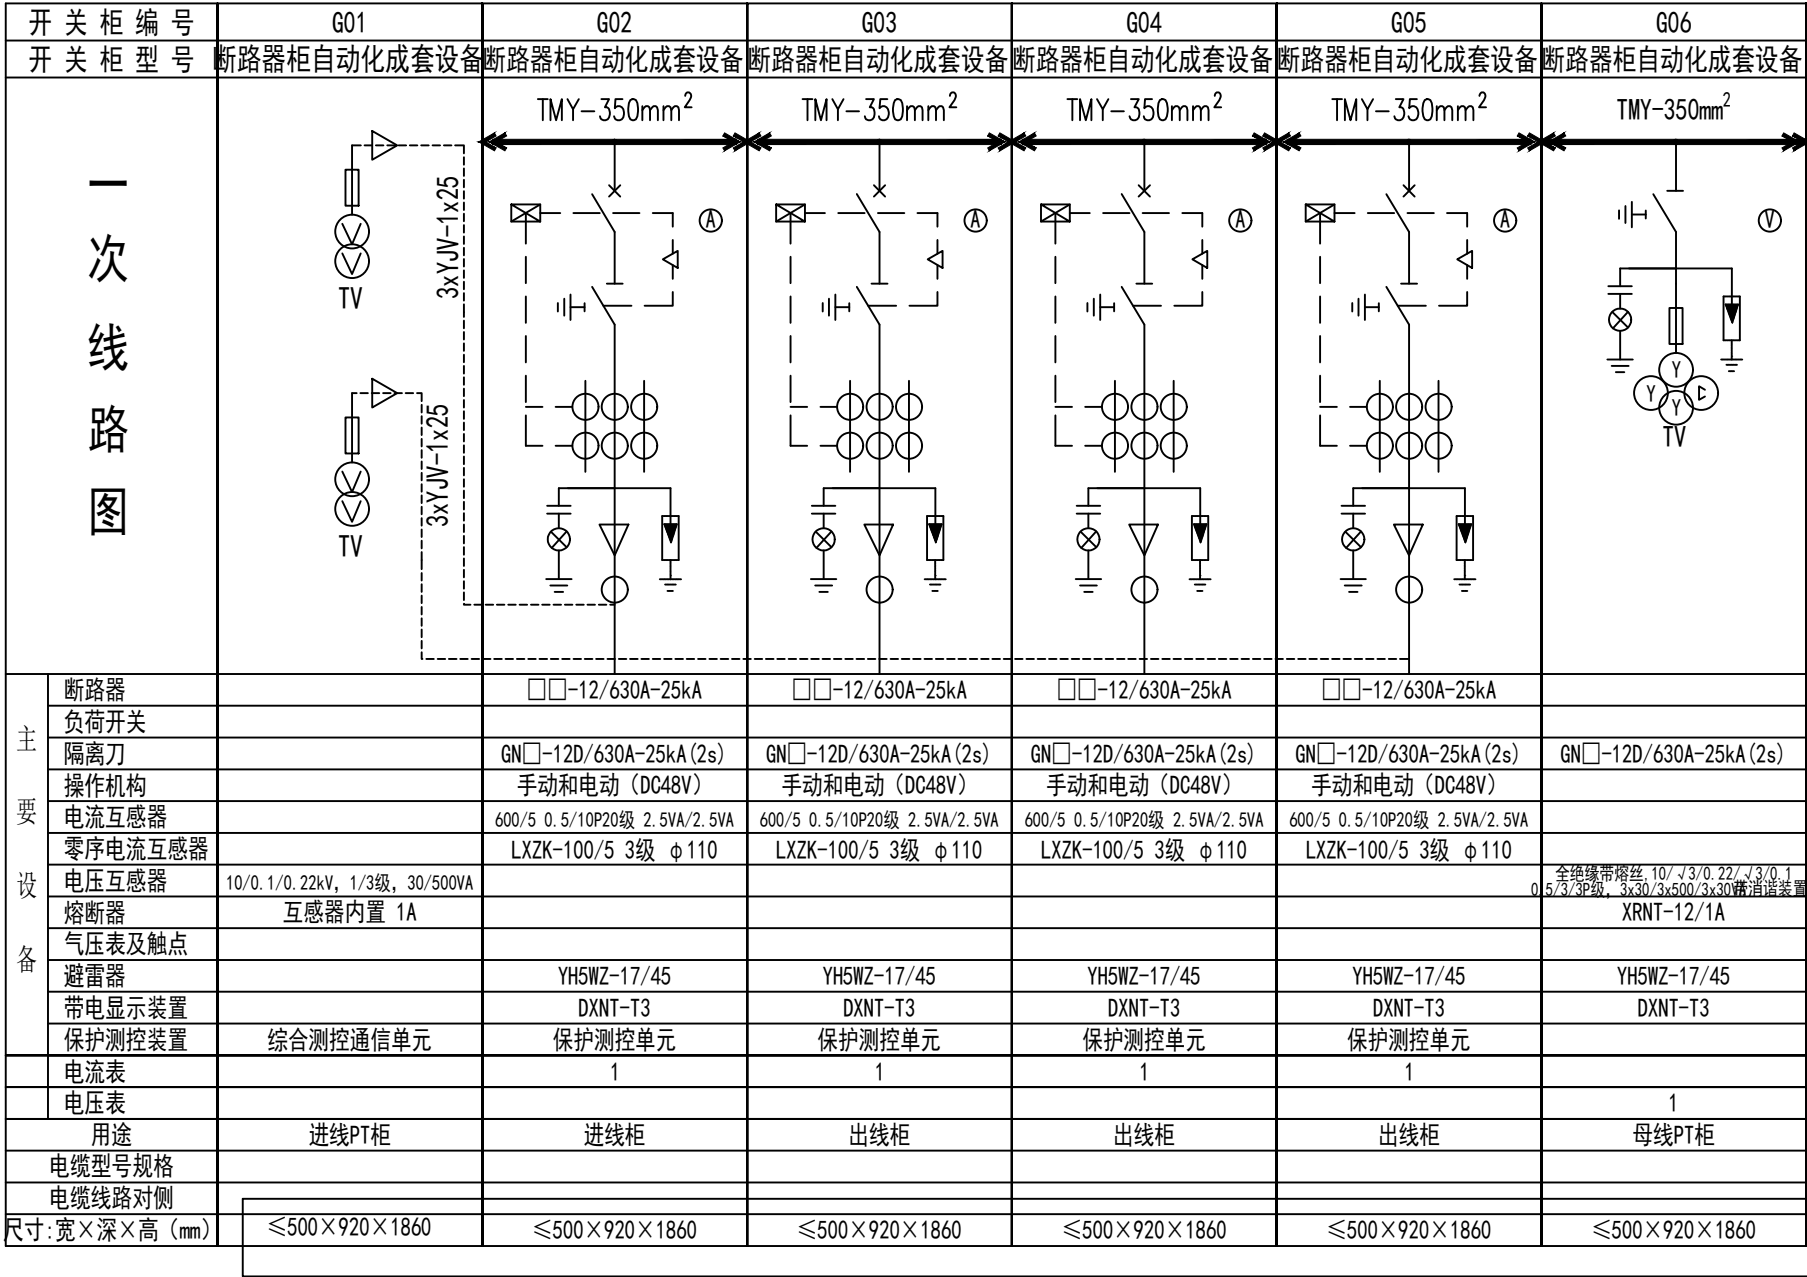 开关柜编号 G01 G02 G03 G04 G05 G06
开关柜型号 断路器柜自动化成套设备 断路器柜自动化成套设备 断路器柜自动化成套设备 断路器柜自动化成套设备 断路器柜自动化成套设备 断路器柜自动化成套设备
一次线路图
TMY-350mm² TMY-350mm² TMY-350mm² TMY-350mm² TMY-350mm²
3xYJV-1x25
A A A A V
V
V
TV
Y
Y
Y
TV
3xYJV-1x25
V
V
TV
主要设备
断路器 □□-12/630A-25kA □□-12/630A-25kA □□-12/630A-25kA □□-12/630A-25kA
负荷开关
隔离刀 GN□-12D/630A-25kA(2s) GN□-12D/630A-25kA(2s) GN□-12D/630A-25kA(2s) GN□-12D/630A-25kA(2s) GN□-12D/630A-25kA(2s)
操作机构 手动和电动（DC48V） 手动和电动（DC48V） 手动和电动（DC48V） 手动和电动（DC48V）
电流互感器 600/5 0.5/10P20级 2.5VA/2.5VA 600/5 0.5/10P20级 2.5VA/2.5VA 600/5 0.5/10P20级 2.5VA/2.5VA 600/5 0.5/10P20级 2.5VA/2.5VA
零序电流互感器 LXZK-100/5 3级 φ110 LXZK-100/5 3级 φ110 LXZK-100/5 3级 φ110 LXZK-100/5 3级 φ110
电压互感器 10/0.1/0.22kV, 1/3级, 30/500VA 全绝缘带熔丝,10/√3/0.22/√3/0.1
0.5/3/3P级, 3x30/3x500/3x30 带消谐装置
熔断器 互感器内置 1A XRNT-12/1A
气压表及触点
避雷器 YH5WZ-17/45 YH5WZ-17/45 YH5WZ-17/45 YH5WZ-17/45 YH5WZ-17/45
带电显示装置 DXNT-T3 DXNT-T3 DXNT-T3 DXNT-T3 DXNT-T3
保护测控装置 综合测控通信单元 保护测控单元 保护测控单元 保护测控单元 保护测控单元
电流表 1 1 1 1
电压表 1
用途 进线PT柜 进线柜 出线柜 出线柜 出线柜 母线PT柜
电缆型号规格
电缆线路对侧
尺寸:宽×深×高（mm） ≤500×920×1860 ≤500×920×1860 ≤500×920×1860 ≤500×920×1860 ≤500×920×1860 ≤500×920×1860